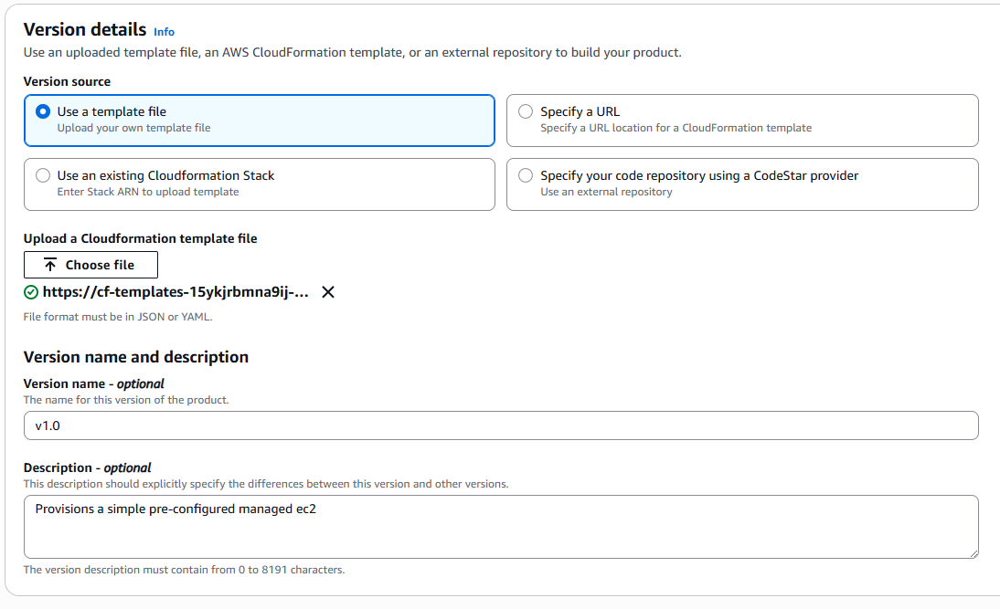 Version details Info
Use an uploaded template file, an AWS CloudFormation template, or an external repository to build your product.
Version source
Use a template file
Upload your own template file
Specify a URL
Specify a URL location for a CloudFormation template
Use an existing Cloudformation Stack
Enter Stack ARN to upload template
Specify your code repository using a CodeStar provider
Use an external repository
Upload a Cloudformation template file
Choose file
https://cf-templates-15ykjrbmna9ij-...
File format must be in JSON or YAML.
Version name and description
Version name - optional
The name for this version of the product.
v1.0
Description - optional
This description should explicitly specify the differences between this version and other versions.
Provisions a simple pre-configured managed ec2
The version description must contain from 0 to 8191 characters.